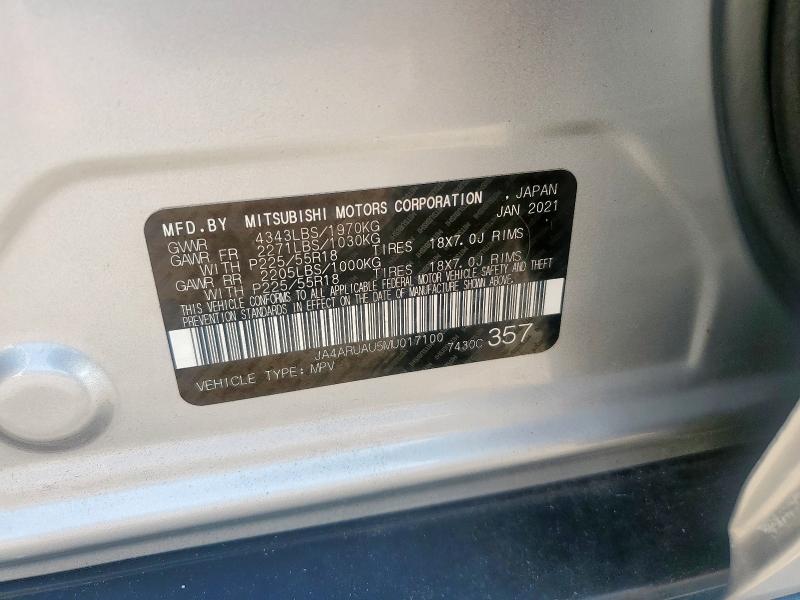 MFD.BY MITSUBISHI MOTORS CORPORATION , JAPAN
JAN 2021
GVWR 4343LBS/1970KG
GAWR FR 2271LBS/1030KG
WITH P225/55R18 TIRES 18X7.0J RIMS
GAWR RR 2205LBS/1000KG
WITH P225/55R18 TIRES 18X7.0J RIMS
THIS VEHICLE CONFORMS TO ALL APPLICABLE FEDERAL MOTOR VEHICLE SAFETY AND THEFT
PREVENTION STANDARDS IN EFFECT ON THE DATE OF MANUFACTURE SHOWN ABOVE.
JA4ARUAU5MU017100 7430C 357
VEHICLE TYPE: MPV